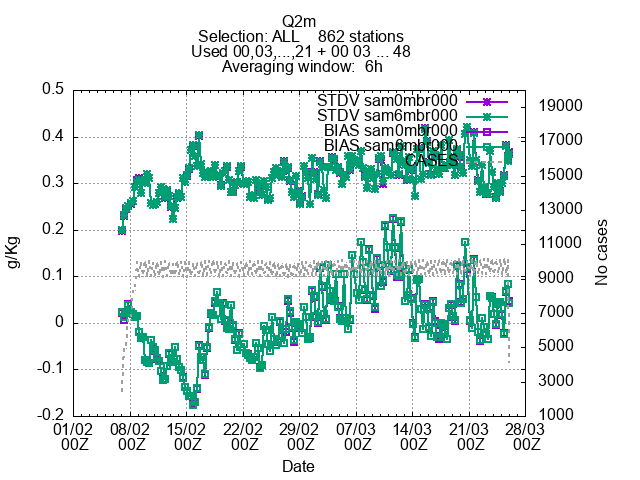 Q2m
Selection: ALL 862 stations
Used 00,03,...,21 + 00 03 ... 48
Averaging window: 6h
STDV sam0mbr000
STDV sam6mbr000
BIAS sam0mbr000
BIAS sam6mbr000
CASES
0.5
0.4
0.3
0.2
0.1
0
-0.1
-0.2
g/Kg
19000
17000
15000
13000
11000
9000
7000
5000
3000
1000
No cases
01/02 08/02 15/02 22/02 29/02 07/03 14/03 21/03 28/03
00Z 00Z 00Z 00Z 00Z 00Z 00Z 00Z 00Z
Date